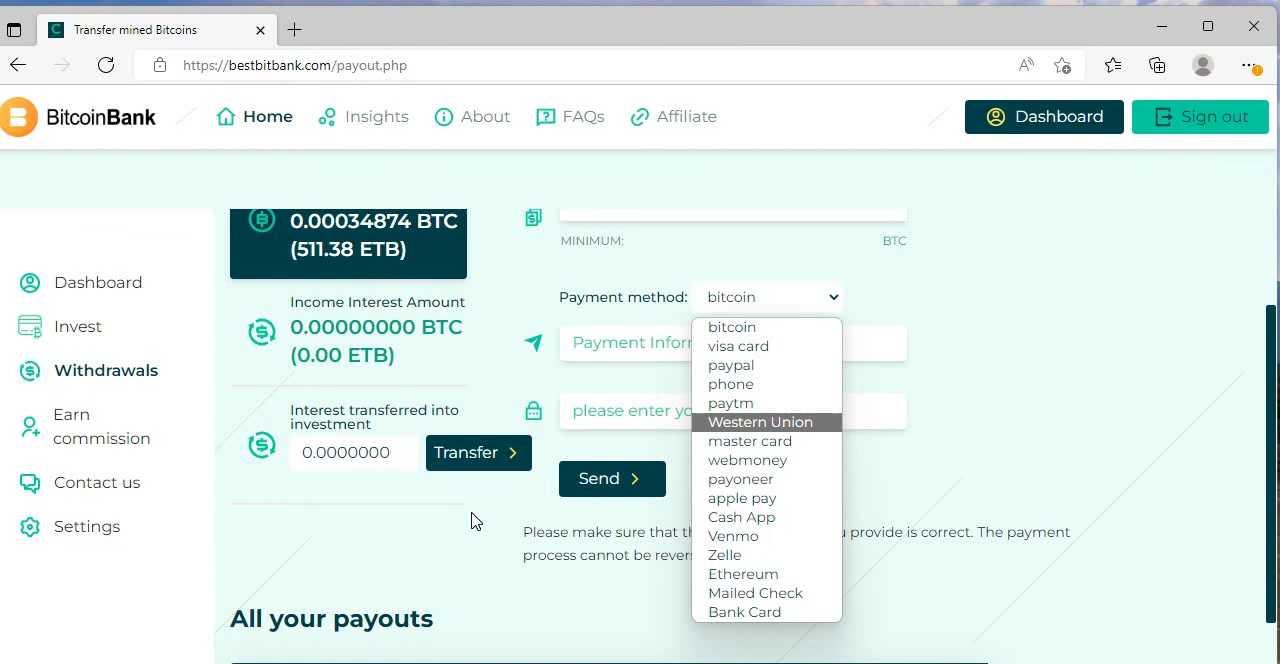 Transfer mined Bitcoins
https://bestbitbank.com/payout.php
BitcoinBank
Home
Insights
About
FAQs
Affiliate
Dashboard
Sign out
Dashboard
Invest
Withdrawals
Earn
commission
Contact us
Settings
0.00034874 BTC
(511.38 ETB)
Income Interest Amount
0.00000000 BTC
(0.00 ETB)
Interest transferred into
investment
0.0000000
Transfer
MINIMUM:
BTC
Payment method:
bitcoin
bitcoin
visa card
paypal
phone
paytm
Western Union
master card
webmoney
payoneer
apple pay
Cash App
Venmo
Zelle
Ethereum
Mailed Check
Bank Card
Payment Infor
please enter yo
Send
Please make sure that th
u provide is correct. The payment
process cannot be rever
All your payouts